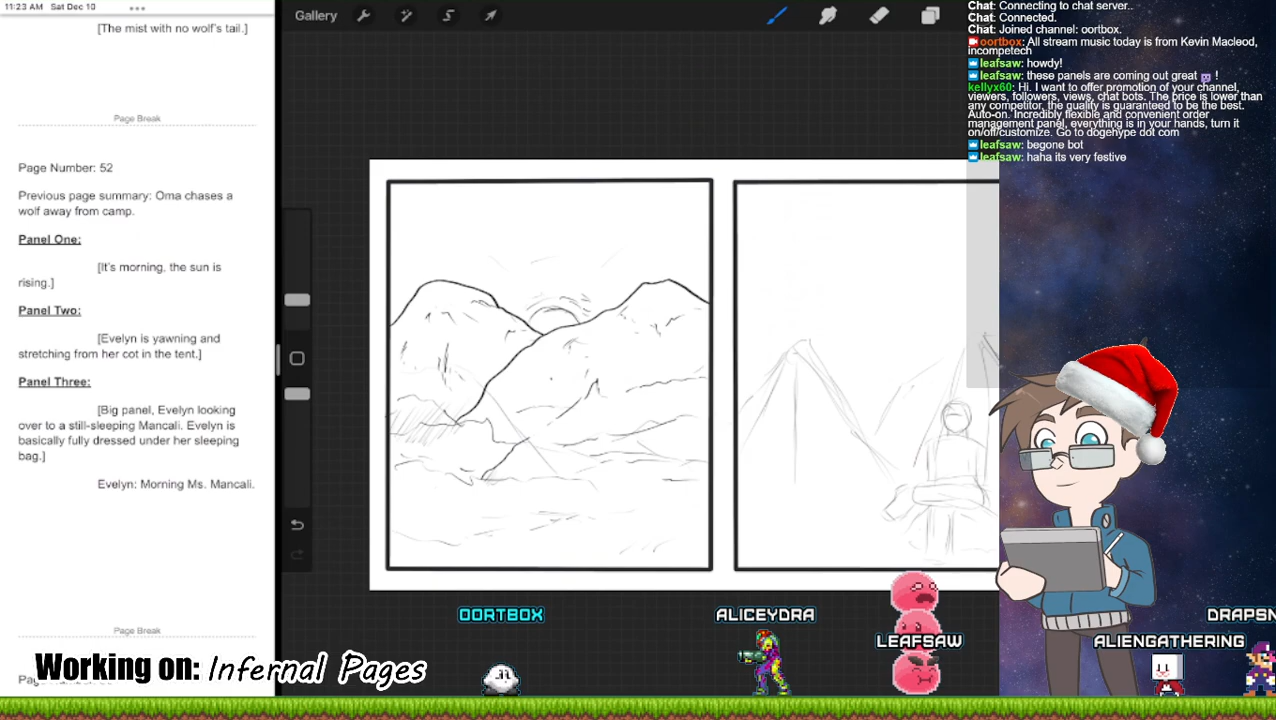 11:23 AM Sat Dec 10
[The mist with no wolf's tail.]
Page Break
Page Number: 52
Previous page summary: Oma chases a
wolf away from camp.
Panel One:
[It's morning, the sun is
rising.]
Panel Two:
[Evelyn is yawning and
stretching from her cot in the tent.]
Panel Three:
[Big panel, Evelyn looking
over to a still-sleeping Mancali. Evelyn is
basically fully dressed under her sleeping
bag.]
Evelyn: Morning Ms. Mancali.
Page Break
Working on: Infernal Pages
Gallery
Chat: Connecting to chat server..
Chat: Connected.
Chat: Joined channel: oortbox.
oortbox: All stream music today is from Kevin Macleod,
incompetech
leafsaw: howdy!
leafsaw: these panels are coming out great !
kellyx60: Hi. I want to offer promotion of your channel,
viewers, followers, views, chat bots. The price is lower than
any competitor, the quality is guaranteed to be the best.
Auto-on. Incredibly flexible and convenient order
management panel, everything is in your hands, turn it
on/off/customize. Go to dogehype dot com
leafsaw: begone bot
leafsaw: haha its very festive
OORTBOX
ALICEYDRA
LEAFSAW
ALIENGATHERING
DRAPSN